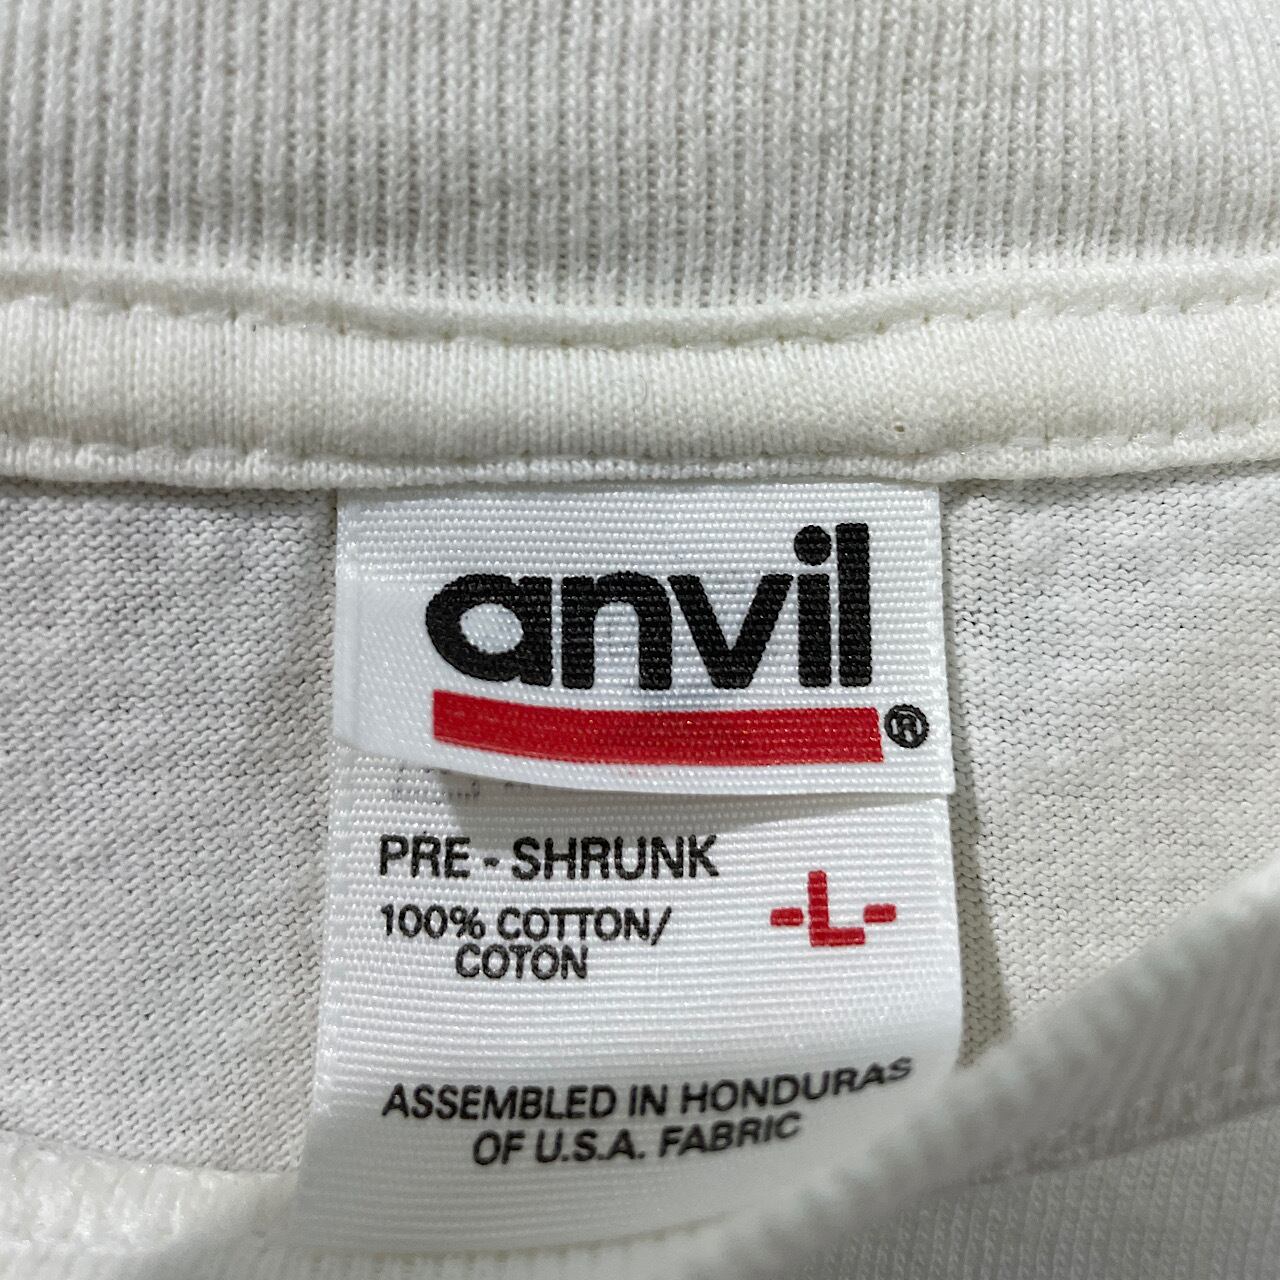 anvil®
PRE - SHRUNK
100% COTTON/
COTON
-L-
ASSEMBLED IN HONDURAS
OF U.S.A. FABRIC